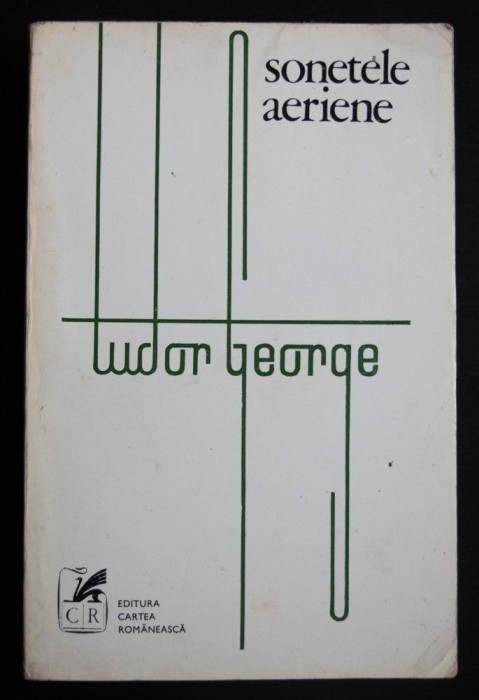 sonetele
aeriene
tudor george
CR
EDITURA
CARTEA
ROMÂNEASCĂ